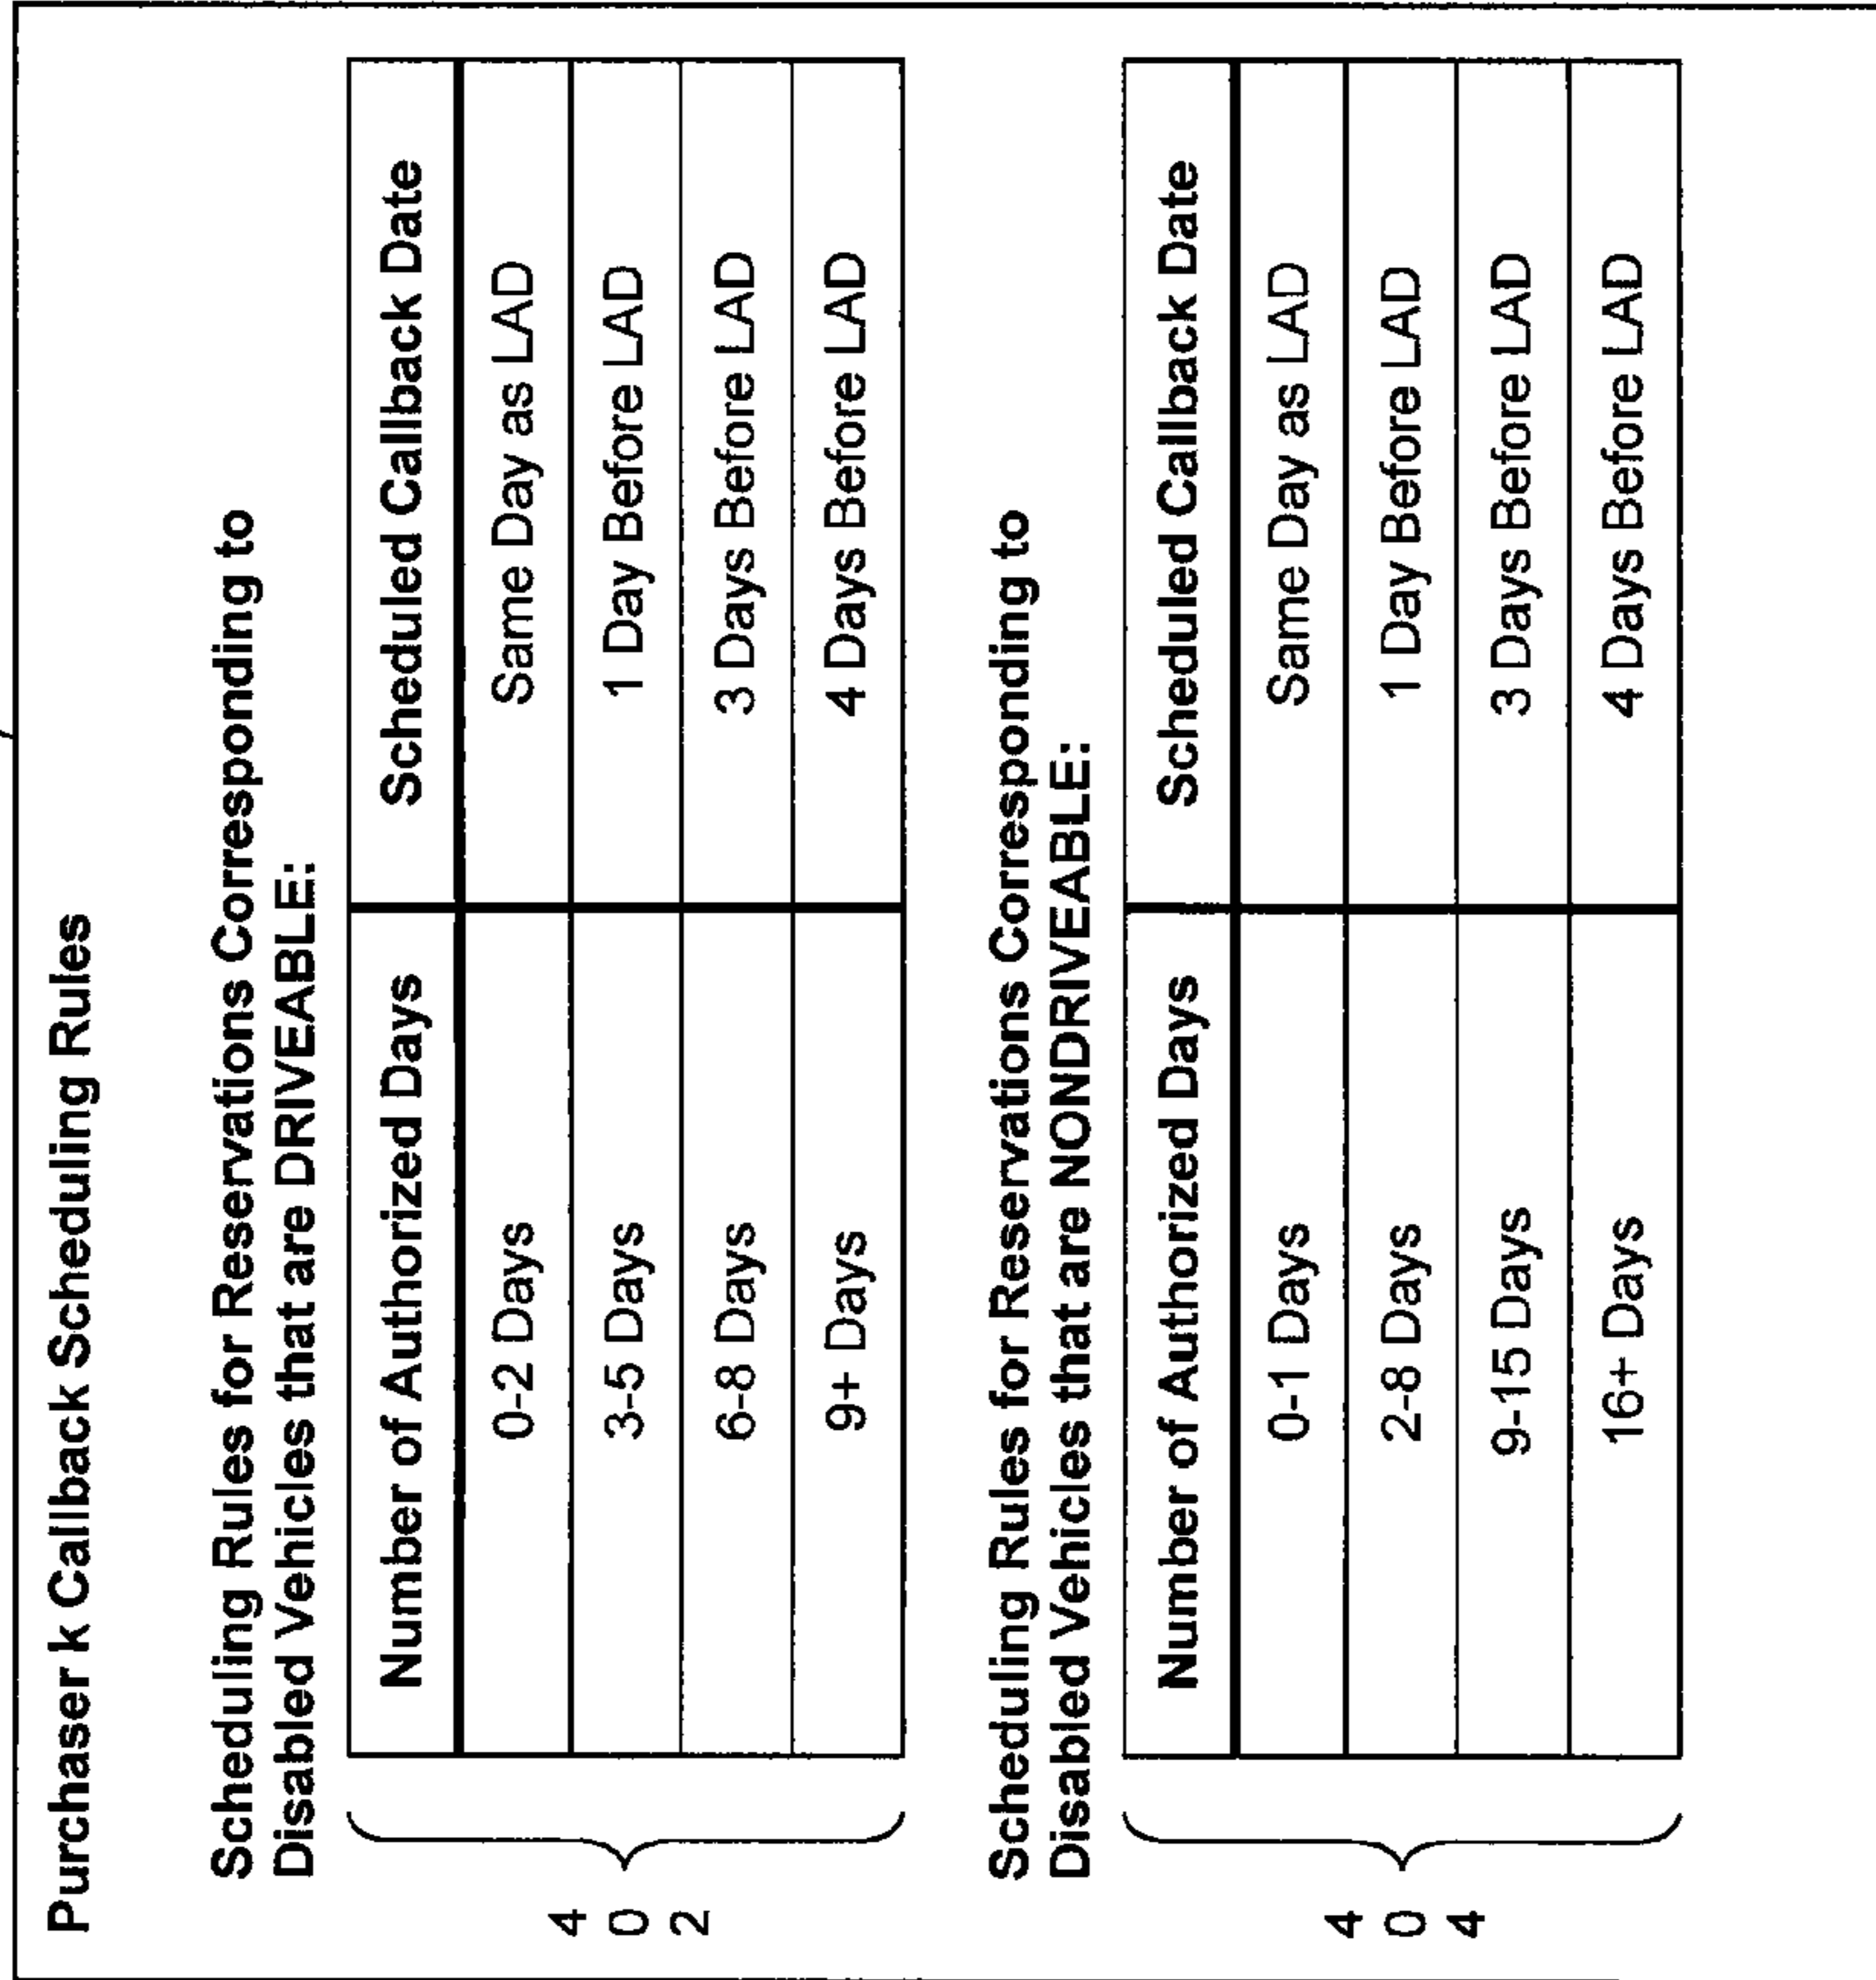 Purchaser k Callback Scheduling Rules
Scheduling Rules for Reservations Corresponding to
Disabled Vehicles that are DRIVEABLE:
Number of Authorized Days Scheduled Callback Date
0-2 Days Same Day as LAD
3-5 Days 1 Day Before LAD
6-8 Days 3 Days Before LAD
9+ Days 4 Days Before LAD
402
Scheduling Rules for Reservations Corresponding to
Disabled Vehicles that are NONDRIVEABLE:
Number of Authorized Days Scheduled Callback Date
0-1 Days Same Day as LAD
2-8 Days 1 Day Before LAD
9-15 Days 3 Days Before LAD
16+ Days 4 Days Before LAD
404